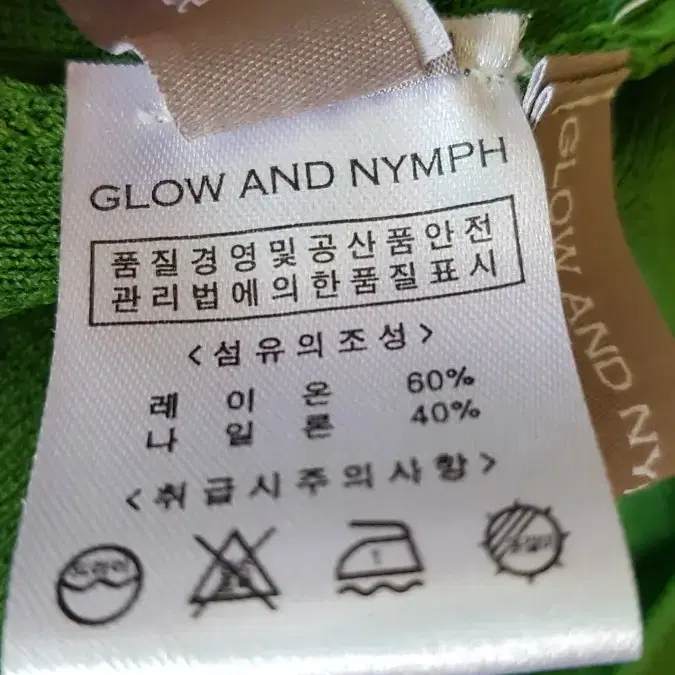 GLOW AND NYMPH
품질경영및공산품안전
관리법에의한품질표시
<섬유의조성>
레 이 온 60%
나 일 론 40%
<취급시주의사항>
드라이
1
GLOW AND NY